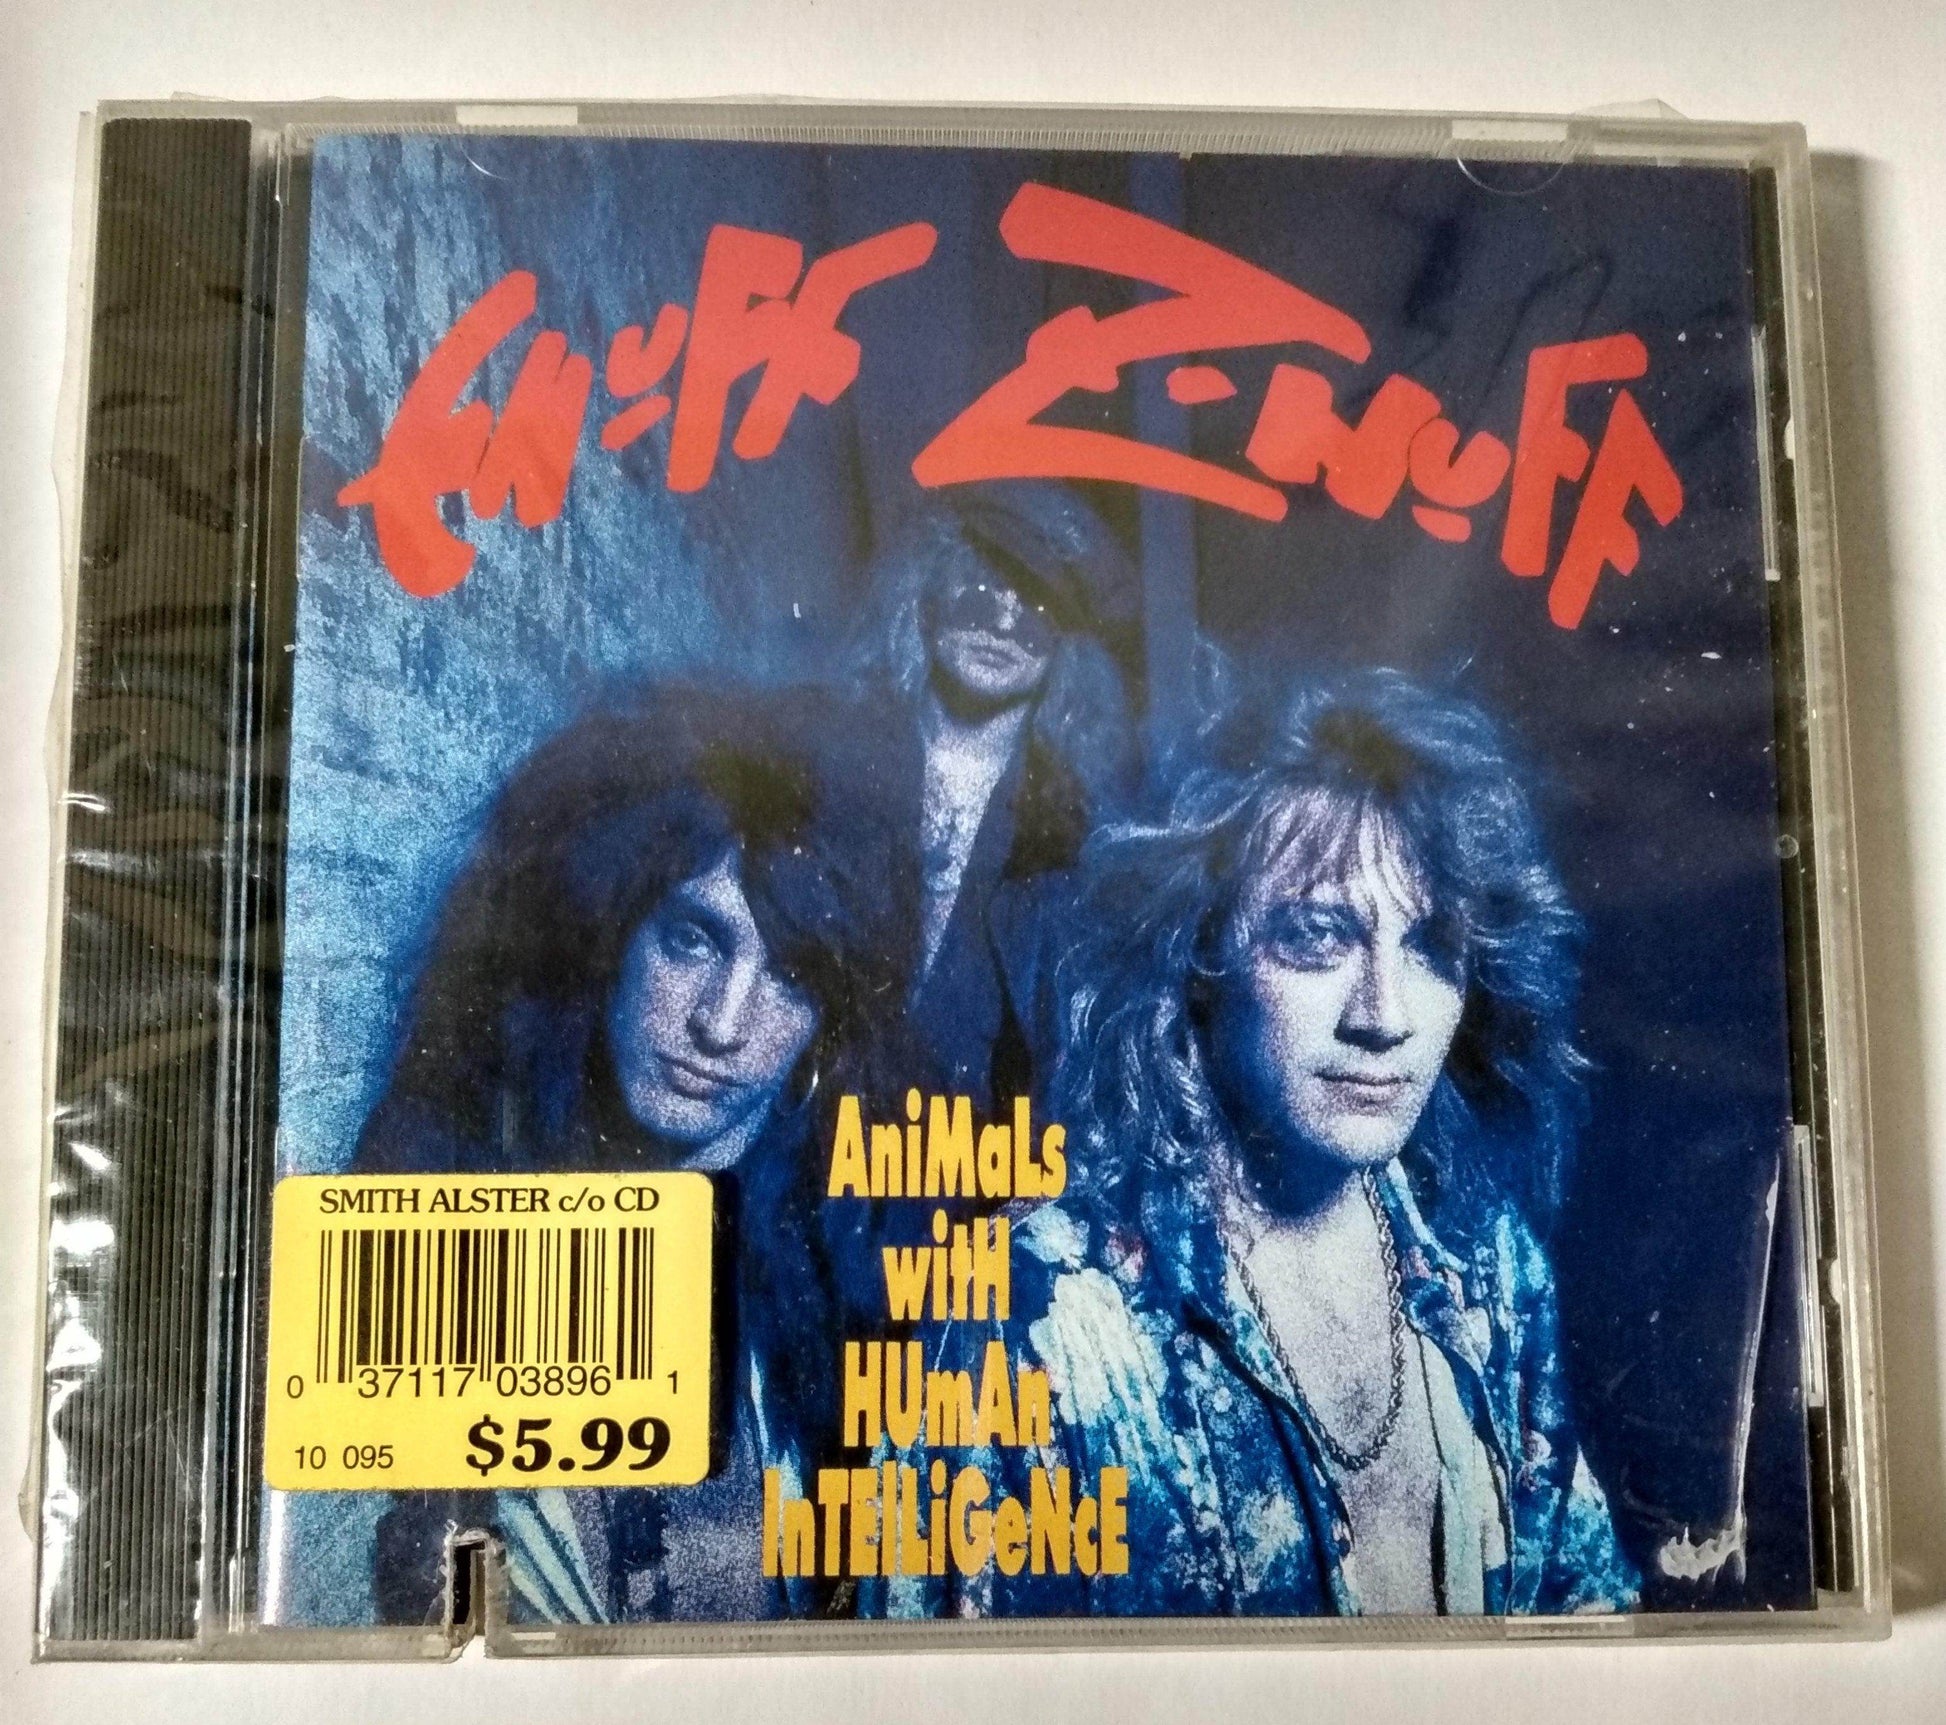 Enuff Z-Nuff
AniMaLs
witH
HUmAn
InTElLiGeNcE
SMITH ALSTER c/o CD
0 37117 03896 1
10 095 $5.99